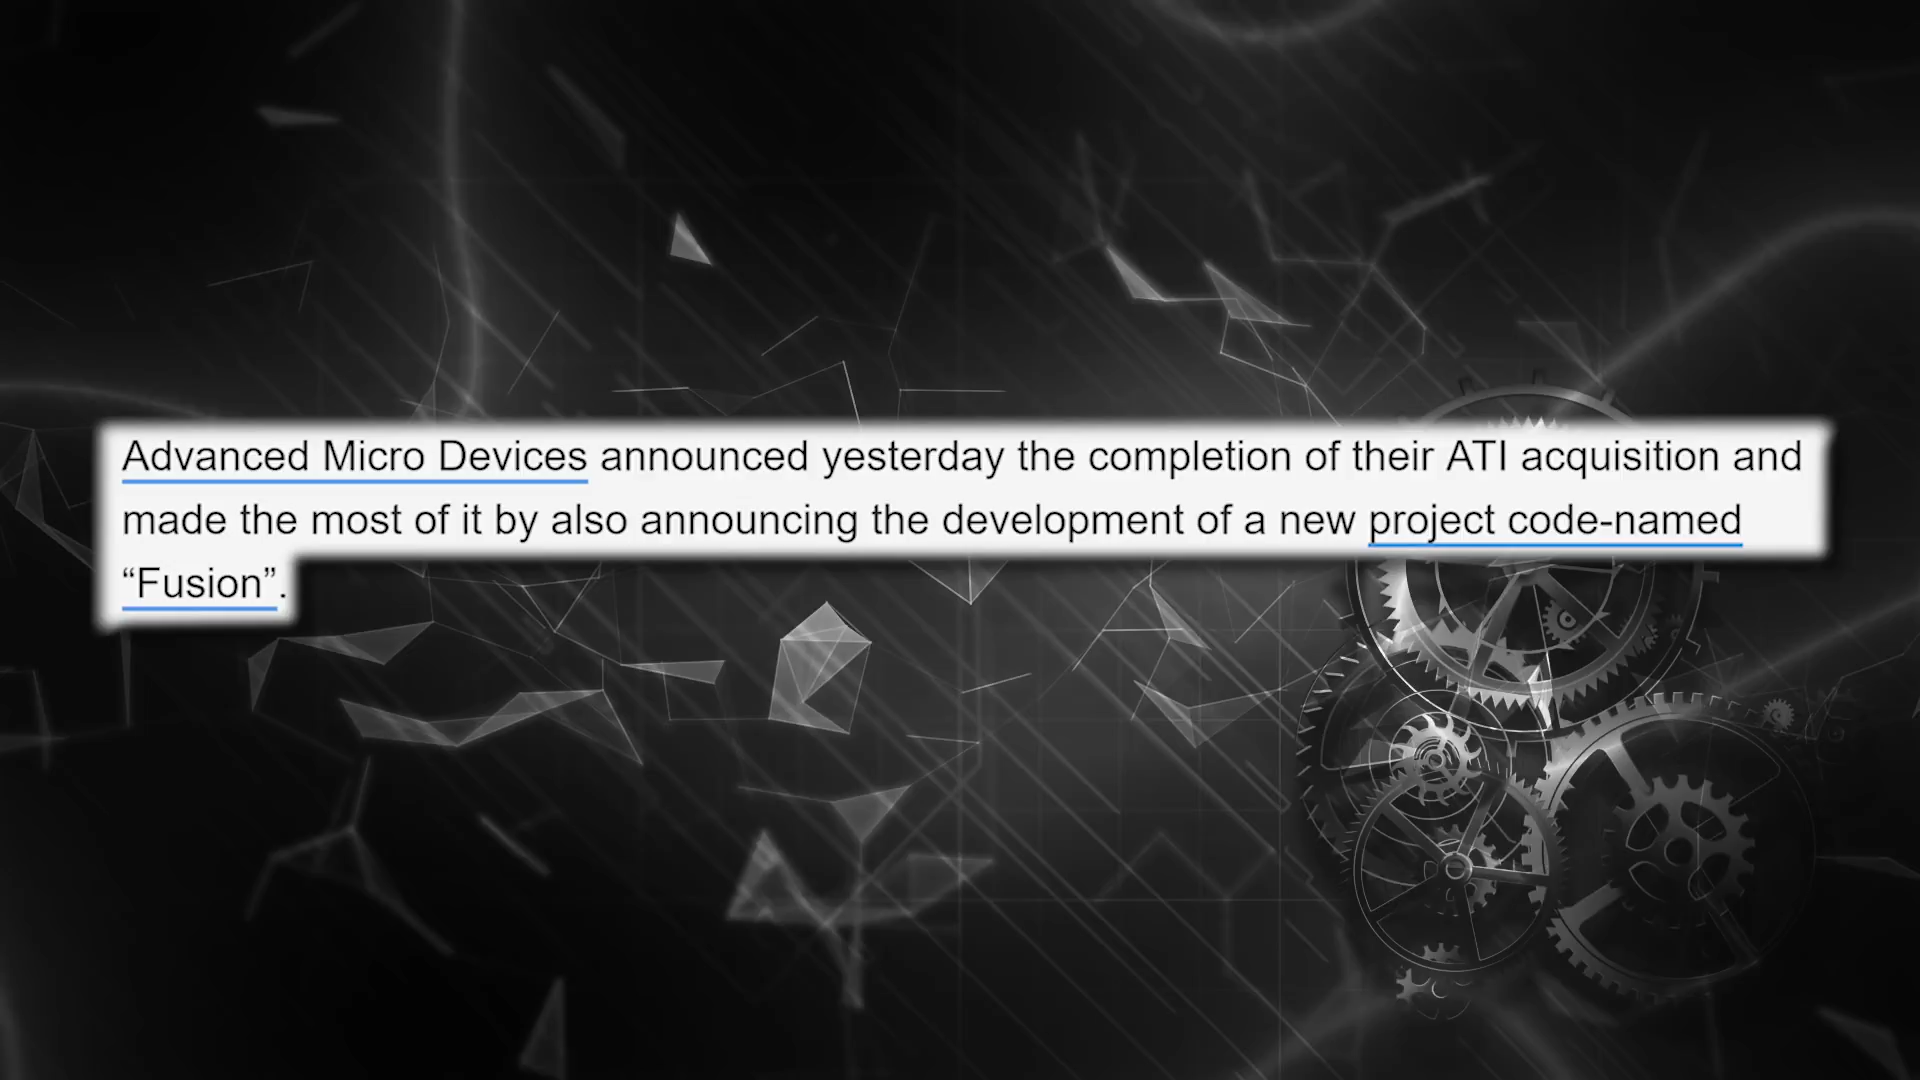 Advanced Micro Devices announced yesterday the completion of their ATI acquisition and
made the most of it by also announcing the development of a new project code-named
“Fusion”.